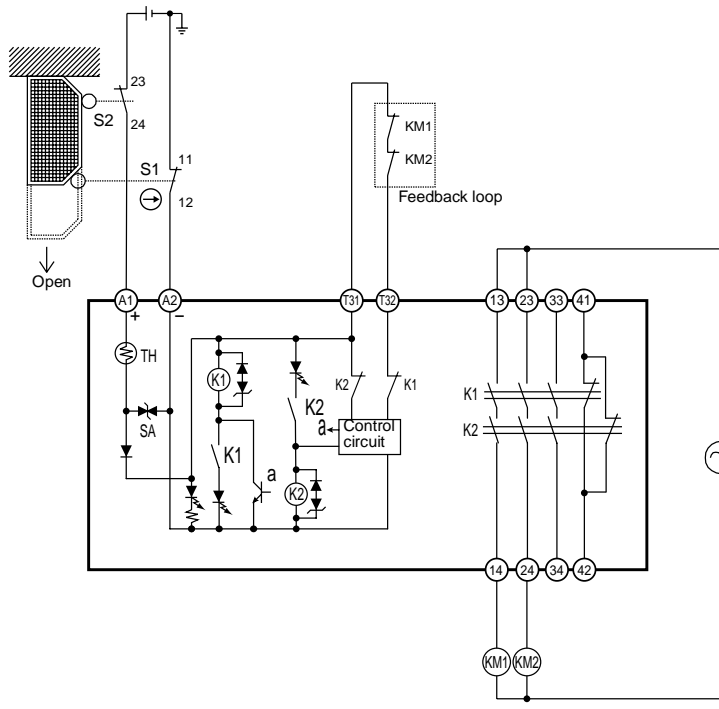 23
S2
24
11
S1
12
KM1
KM2
Feedback loop
Open
A1
A2
T31
T32
13
23
33
41
+
−
TH
K1
K2
K2
K1
K1
SA
K1
a
Control
circuit
K2
a
K2
14
24
34
42
KM1
KM2